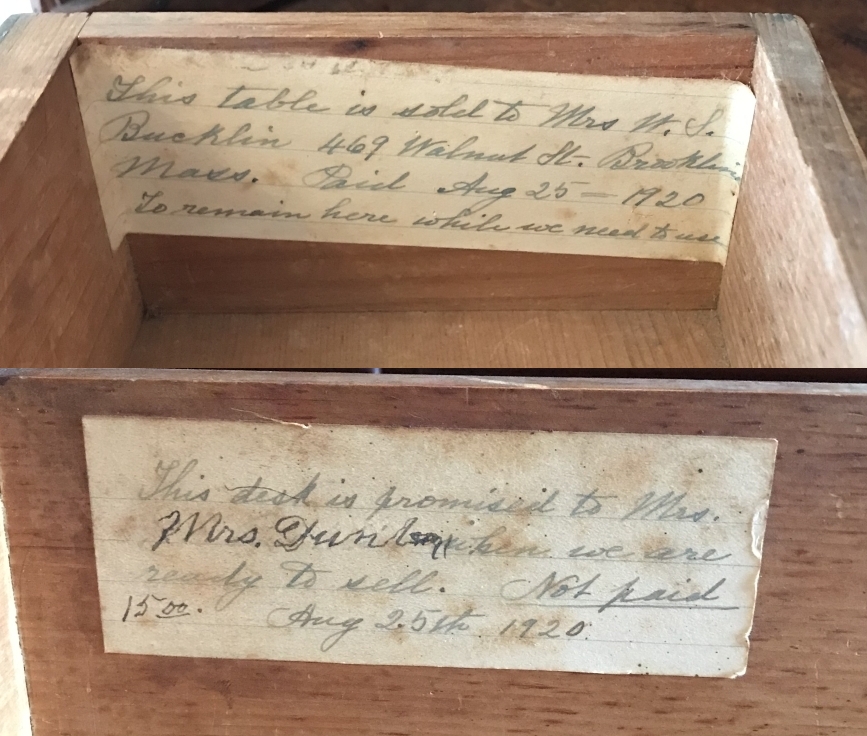 This table is sold to Mrs W. S.
Bucklin 469 Walnut St. Brooklin
Mass. Paid Aug 25 — 1920
To remain here while we need to use
This desk is promised to Mrs.
Mrs. when we are
ready to sell. Not paid
15 00. Aug 25th 1920